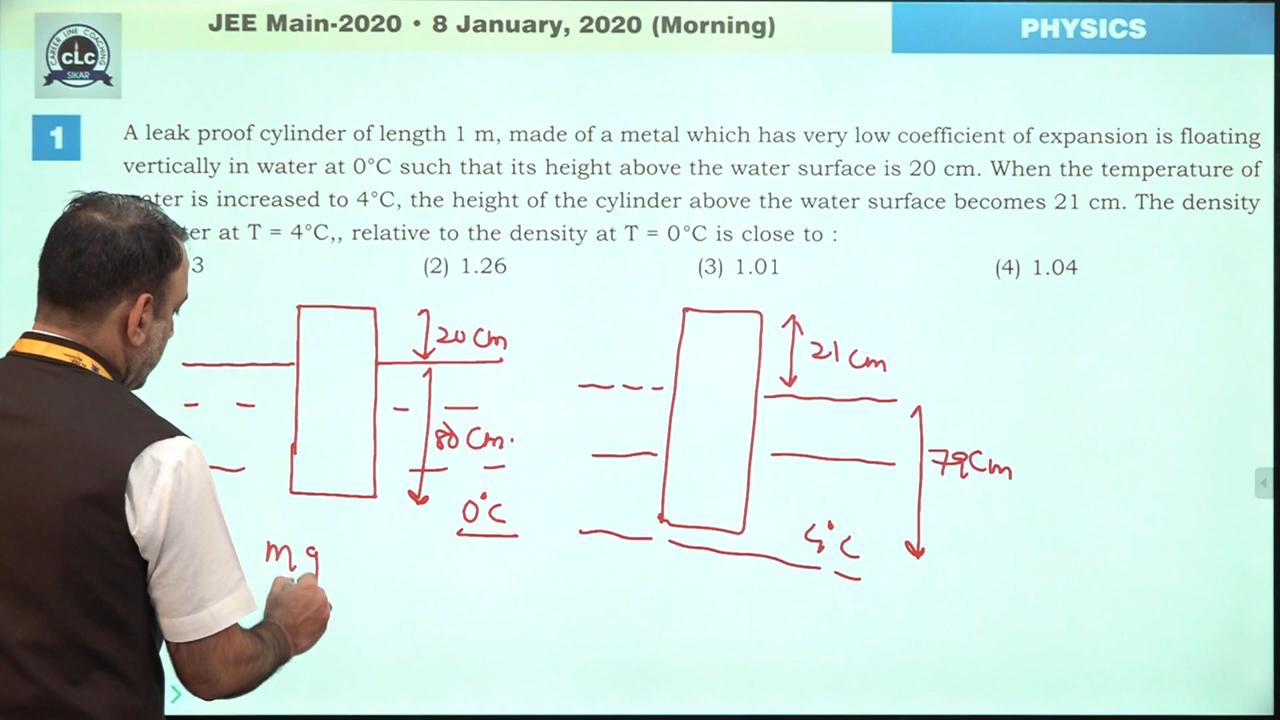 JEE Main-2020 • 8 January, 2020 (Morning)
PHYSICS
CAREER LINE COACHING
CLC
SIKAR
1
A leak proof cylinder of length 1 m, made of a metal which has very low coefficient of expansion is floating
vertically in water at 0°C such that its height above the water surface is 20 cm. When the temperature of
ter is increased to 4°C, the height of the cylinder above the water surface becomes 21 cm. The density
er at T = 4°C,, relative to the density at T = 0°C is close to :
3
(2) 1.26
(3) 1.01
(4) 1.04
20 cm
21 cm
80 cm.
79cm
0°C
4°C
mg